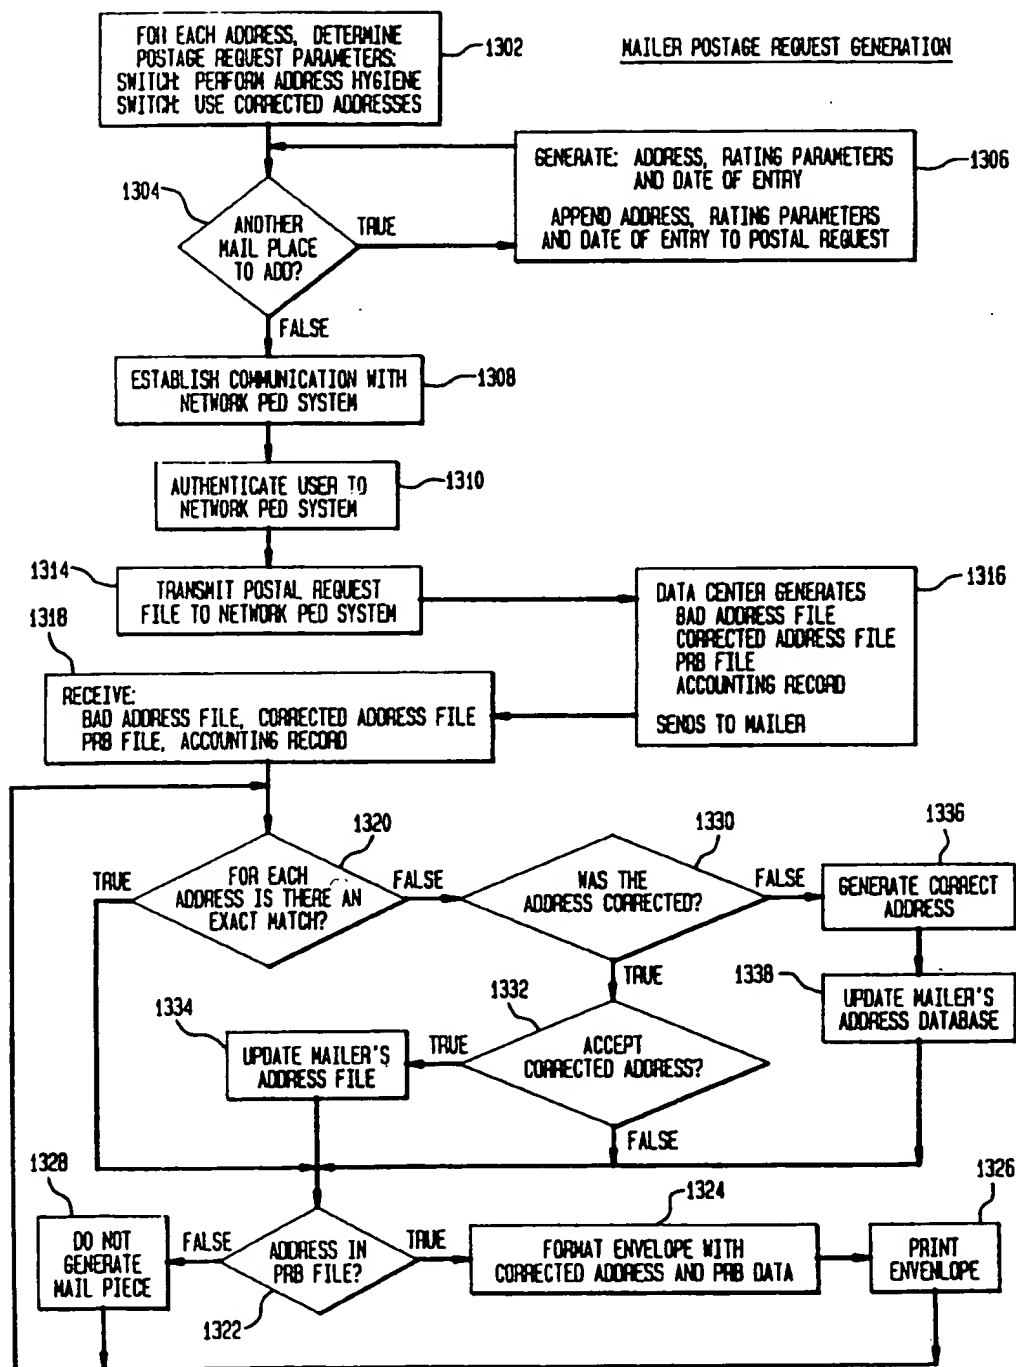 MAILER POSTAGE REQUEST GENERATION
FOR EACH ADDRESS, DETERMINE
POSTAGE REQUEST PARAMETERS:
SWITCH: PERFORM ADDRESS HYGIENE
SWITCH: USE CORRECTED ADDRESSES
1302
1304
ANOTHER
MAIL PLACE
TO ADD?
TRUE
FALSE
GENERATE: ADDRESS, RATING PARAMETERS
AND DATE OF ENTRY
APPEND ADDRESS, RATING PARAMETERS
AND DATE OF ENTRY TO POSTAL REQUEST
1306
ESTABLISH COMMUNICATION WITH
NETWORK PED SYSTEM
1308
AUTHENTICATE USER TO
NETWORK PED SYSTEM
1310
1314
TRANSMIT POSTAL REQUEST
FILE TO NETWORK PED SYSTEM
DATA CENTER GENERATES
BAD ADDRESS FILE
CORRECTED ADDRESS FILE
PRB FILE
ACCOUNTING RECORD
SENDS TO MAILER
1316
1318
RECEIVE:
BAD ADDRESS FILE, CORRECTED ADDRESS FILE
PRB FILE, ACCOUNTING RECORD
1320
TRUE
FOR EACH
ADDRESS IS THERE AN
EXACT MATCH?
FALSE
1330
WAS THE
ADDRESS CORRECTED?
FALSE
TRUE
1336
GENERATE CORRECT
ADDRESS
1338
UPDATE MAILER'S
ADDRESS DATABASE
1332
ACCEPT
CORRECTED ADDRESS?
TRUE
FALSE
1334
UPDATE MAILER'S
ADDRESS FILE
1328
DO NOT
GENERATE
MAIL PIECE
FALSE
ADDRESS IN
PRB FILE?
1322
TRUE
1324
FORMAT ENVELOPE WITH
CORRECTED ADDRESS AND PRB DATA
1326
PRINT
ENVENLOPE